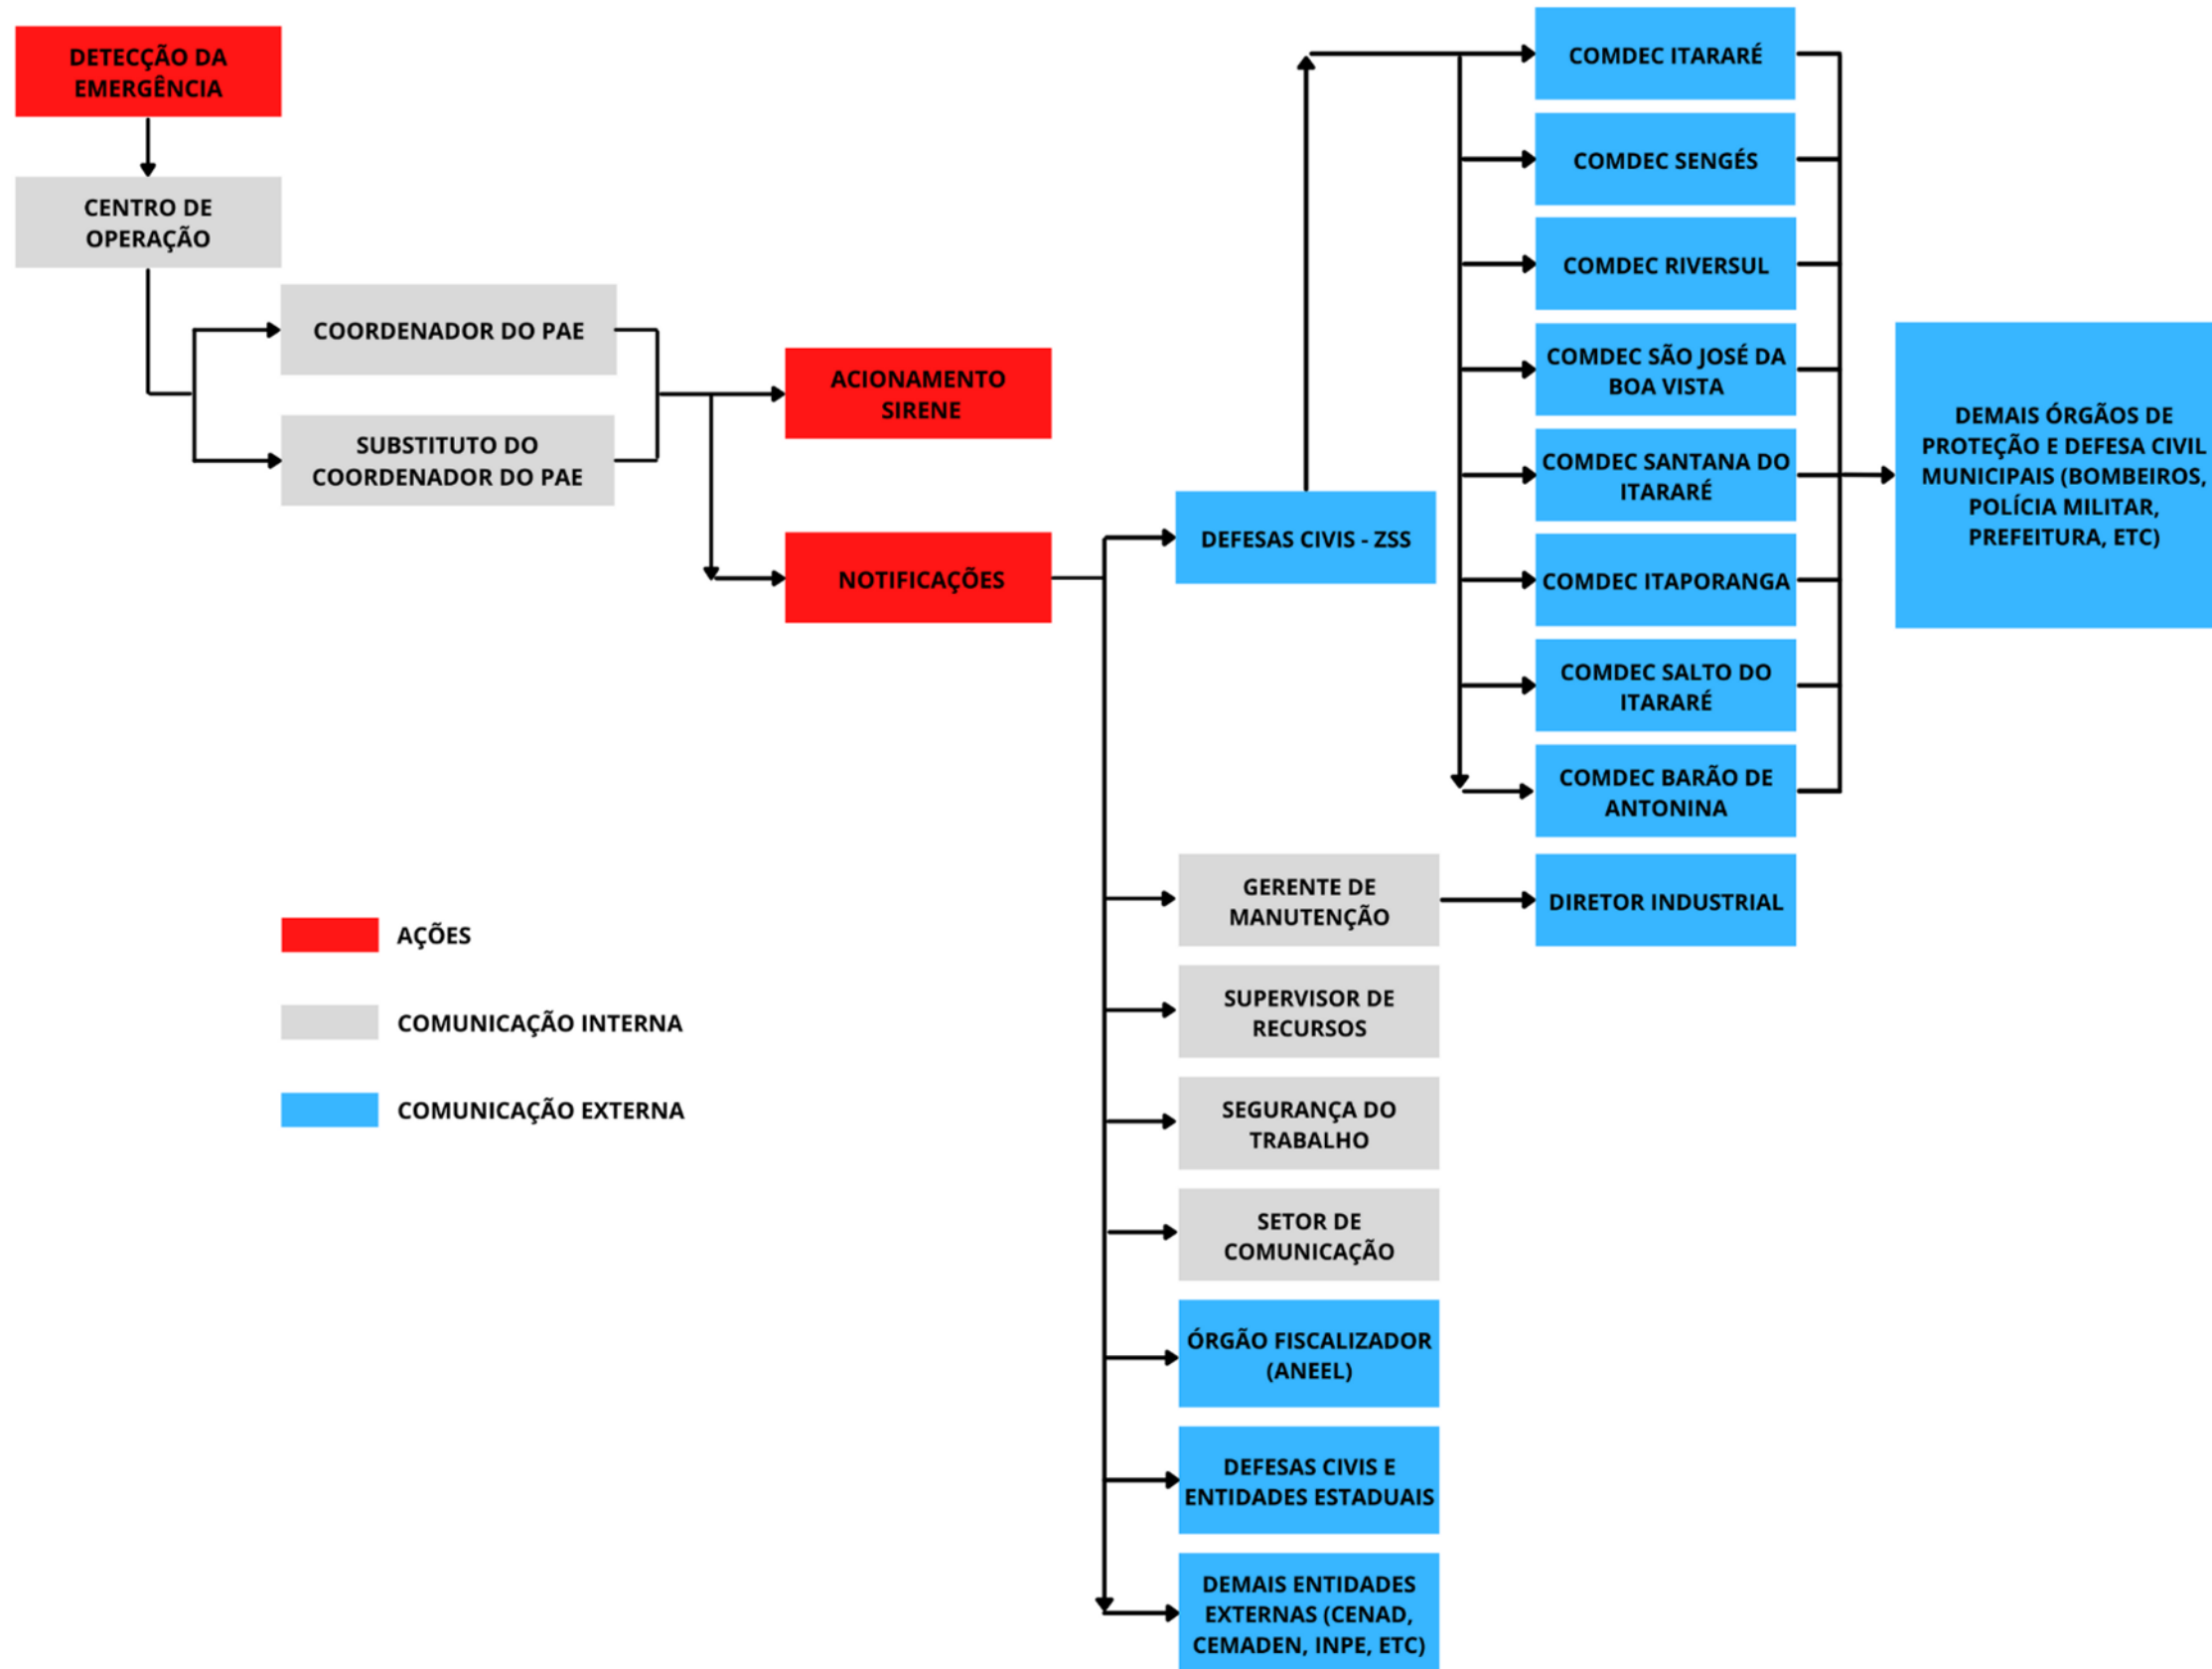 DETECÇÃO DA
EMERGÊNCIA
CENTRO DE
OPERAÇÃO
COORDENADOR DO PAE
SUBSTITUTO DO
COORDENADOR DO PAE
ACIONAMENTO
SIRENE
NOTIFICAÇÕES
DEFESAS CIVIS - ZSS
COMDEC ITARARÉ
COMDEC SENGÉS
COMDEC RIVERSUL
COMDEC SÃO JOSÉ DA
BOA VISTA
COMDEC SANTANA DO
ITARARÉ
COMDEC ITAPORANGA
COMDEC SALTO DO
ITARARÉ
COMDEC BARÃO DE
ANTONINA
DEMAIS ÓRGÃOS DE
PROTEÇÃO E DEFESA CIVIL
MUNICIPAIS (BOMBEIROS,
POLÍCIA MILITAR,
PREFEITURA, ETC)
GERENTE DE
MANUTENÇÃO
DIRETOR INDUSTRIAL
SUPERVISOR DE
RECURSOS
SEGURANÇA DO
TRABALHO
SETOR DE
COMUNICAÇÃO
ÓRGÃO FISCALIZADOR
(ANEEL)
DEFESAS CIVIS E
ENTIDADES ESTADUAIS
DEMAIS ENTIDADES
EXTERNAS (CENAD,
CEMADEN, INPE, ETC)
AÇÕES
COMUNICAÇÃO INTERNA
COMUNICAÇÃO EXTERNA